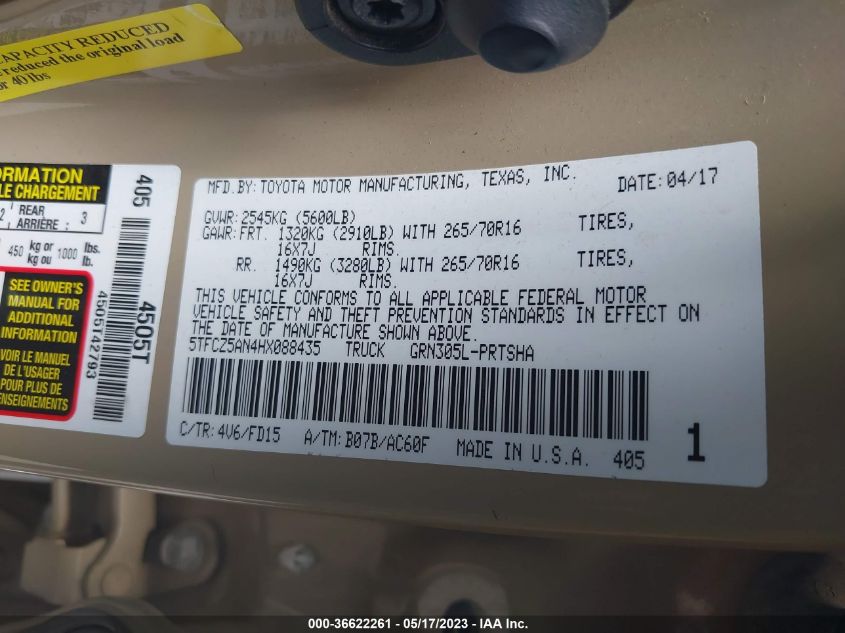 CAPACITY REDUCED
reduced the original load
or 40 lbs
ORMATION
LE CHARGEMENT
2 REAR ARRIÈRE : 3
450 kg or kg ou 1000 lbs. lb.
SEE OWNER'S
MANUAL FOR
ADDITIONAL
INFORMATION
VOIR LE MANUEL
DE L'USAGER
POUR PLUS DE
RENSEIGNEMENTS
405
4505T
4505T42793
MFD.BY:TOYOTA MOTOR MANUFACTURING, TEXAS, INC. DATE:04/17
GVWR:2545KG (5600LB)
GAWR:FRT. 1320KG (2910LB) WITH 265/70R16 TIRES,
16X7J RIMS.
RR. 1490KG (3280LB) WITH 265/70R16 TIRES,
16X7J RIMS.
THIS VEHICLE CONFORMS TO ALL APPLICABLE FEDERAL MOTOR
VEHICLE SAFETY AND THEFT PREVENTION STANDARDS IN EFFECT ON
THE DATE OF MANUFACTURE SHOWN ABOVE.
5TFCZ5AN4HX088435 TRUCK GRN305L-PRTSHA
C/TR:4V6/FD15 A/TM:B07B/AC60F MADE IN U.S.A. 405 1
000-36622261 - 05/17/2023 - IAA Inc.